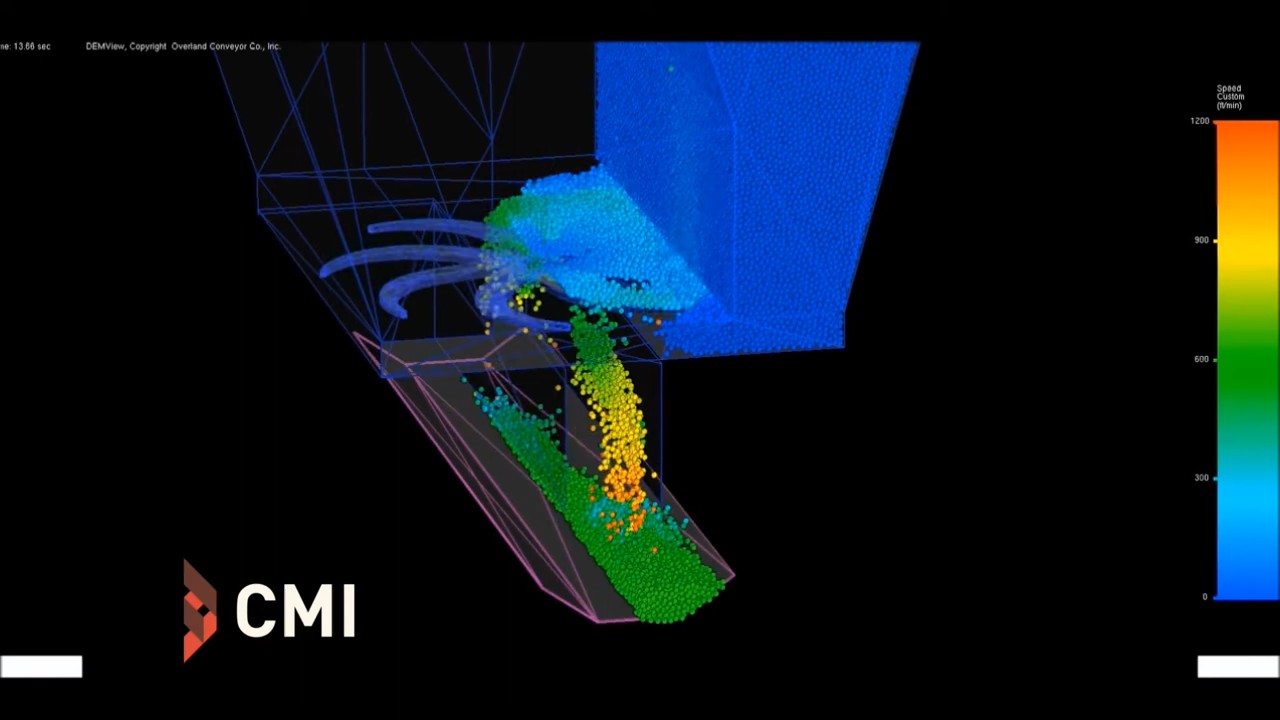 ne: 13.66 sec
DEMView, Copyright Overland Conveyor Co., Inc.
Speed
Custom
(ft/min)
1200
900
600
300
0
CMI